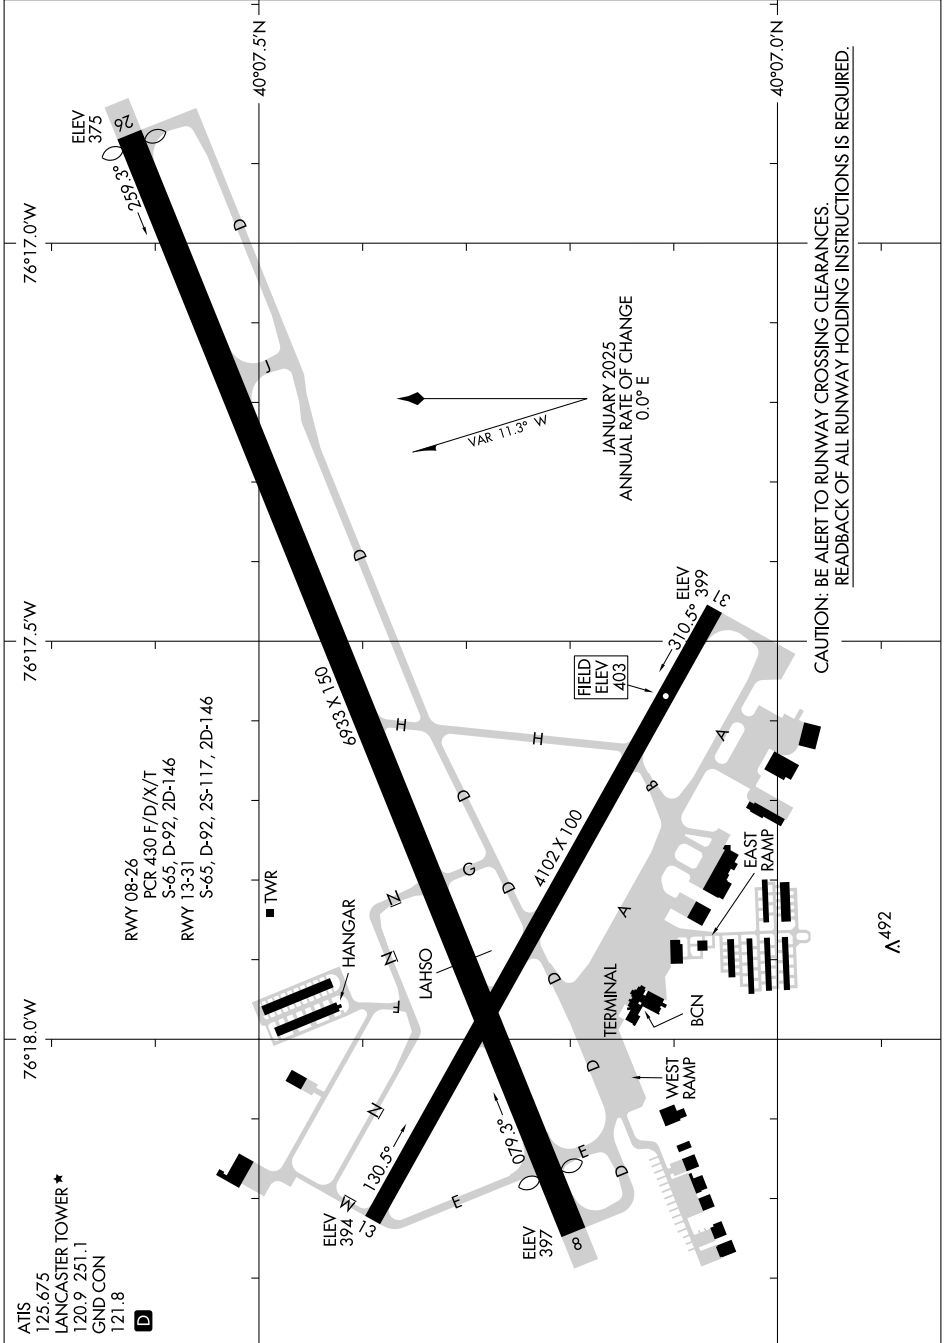 ATIS
125.675
LANCASTER TOWER★
120.9 251.1
GND CON
121.8
D
76°18.0'W
76°17.5'W
76°17.0'W
40°07.5'N
40°07.0'N
RWY 08-26
PCR 430 F/D/X/T
S-65, D-92, 2D-146
RWY 13-31
S-65, D-92, 2S-117, 2D-146
TWR
HANGAR
LAHSO
ELEV
375
26
259.3°
D
J
D
6933 X 150
H
H
D
G
D
N
N
F
N
M
ELEV
394
13
130.5°
E
079.3°
E
ELEV
397
8
D
D
D
4102 X 100
A
B
A
FIELD
ELEV
403
310.5°
ELEV
399
31
VAR 11.3° W
JANUARY 2025
ANNUAL RATE OF CHANGE
0.0° E
TERMINAL
BCN
WEST
RAMP
EAST
RAMP
492
CAUTION: BE ALERT TO RUNWAY CROSSING CLEARANCES.
READBACK OF ALL RUNWAY HOLDING INSTRUCTIONS IS REQUIRED.